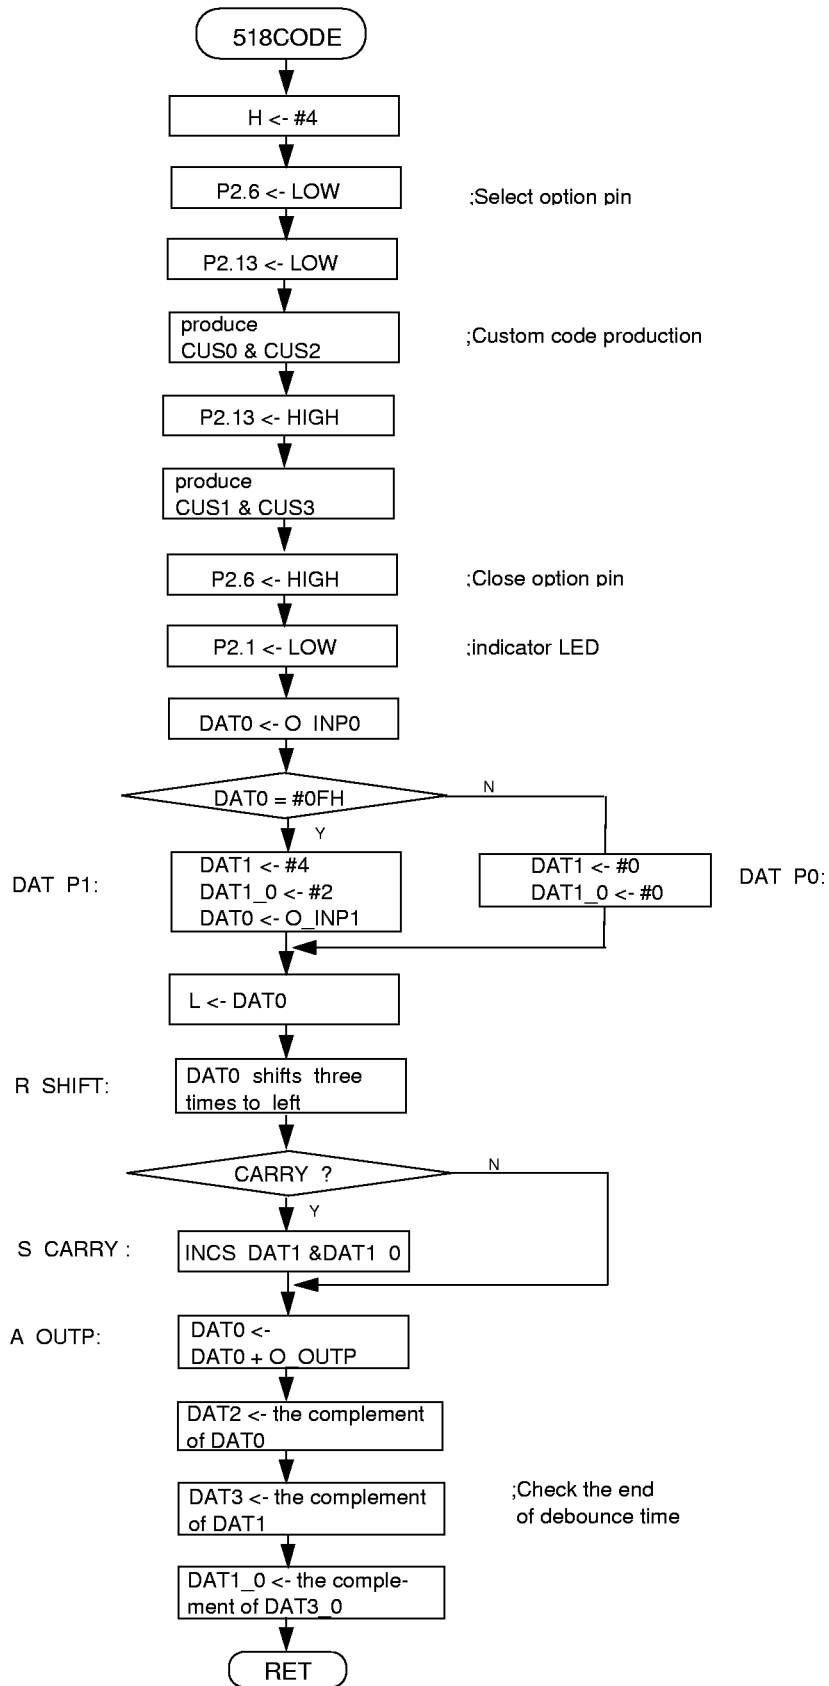 518CODE
H <- #4
P2.6 <- LOW
;Select option pin
P2.13 <- LOW
produce
CUS0 & CUS2
;Custom code production
P2.13 <- HIGH
produce
CUS1 & CUS3
P2.6 <- HIGH
;Close option pin
P2.1 <- LOW
;indicator LED
DAT0 <- O INP0
DAT0 = #0FH
N
Y
DAT P1:
DAT1 <- #4
DAT1_0 <- #2
DAT0 <- O_INP1
DAT1 <- #0
DAT1_0 <- #0
DAT P0:
L <- DAT0
R SHIFT:
DAT0 shifts three
times to left
CARRY ?
N
Y
S CARRY :
INCS DAT1 &DAT1 0
A OUTP:
DAT0 <-
DAT0 + O_OUTP
DAT2 <- the complement
of DAT0
DAT3 <- the complement
of DAT1
;Check the end
of debounce time
DAT1_0 <- the comple-
ment of DAT3_0
RET